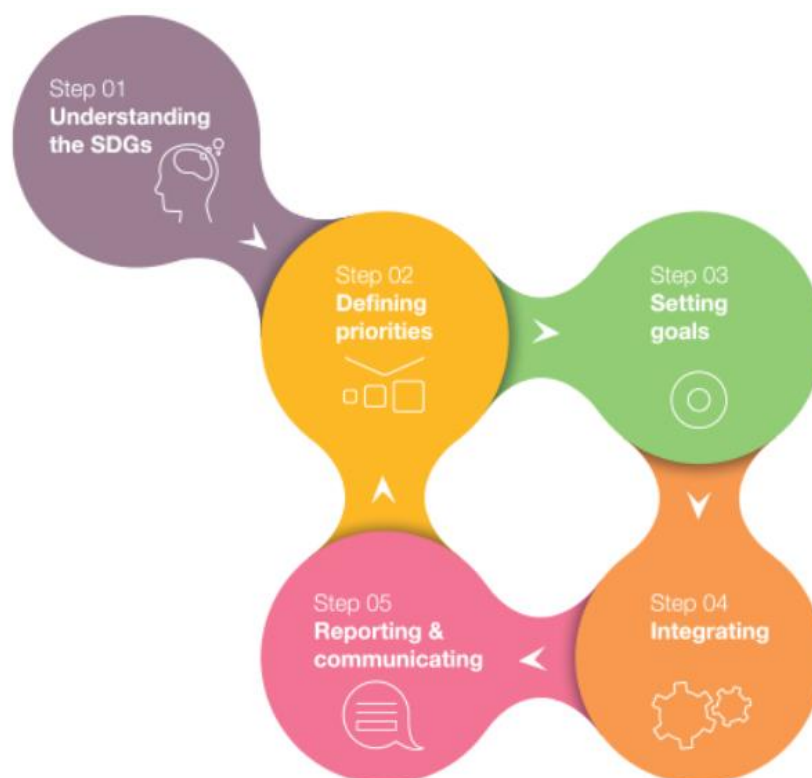 Step 01
Understanding
the SDGs
Step 02
Defining
priorities
Step 03
Setting
goals
Step 04
Integrating
Step 05
Reporting &
communicating